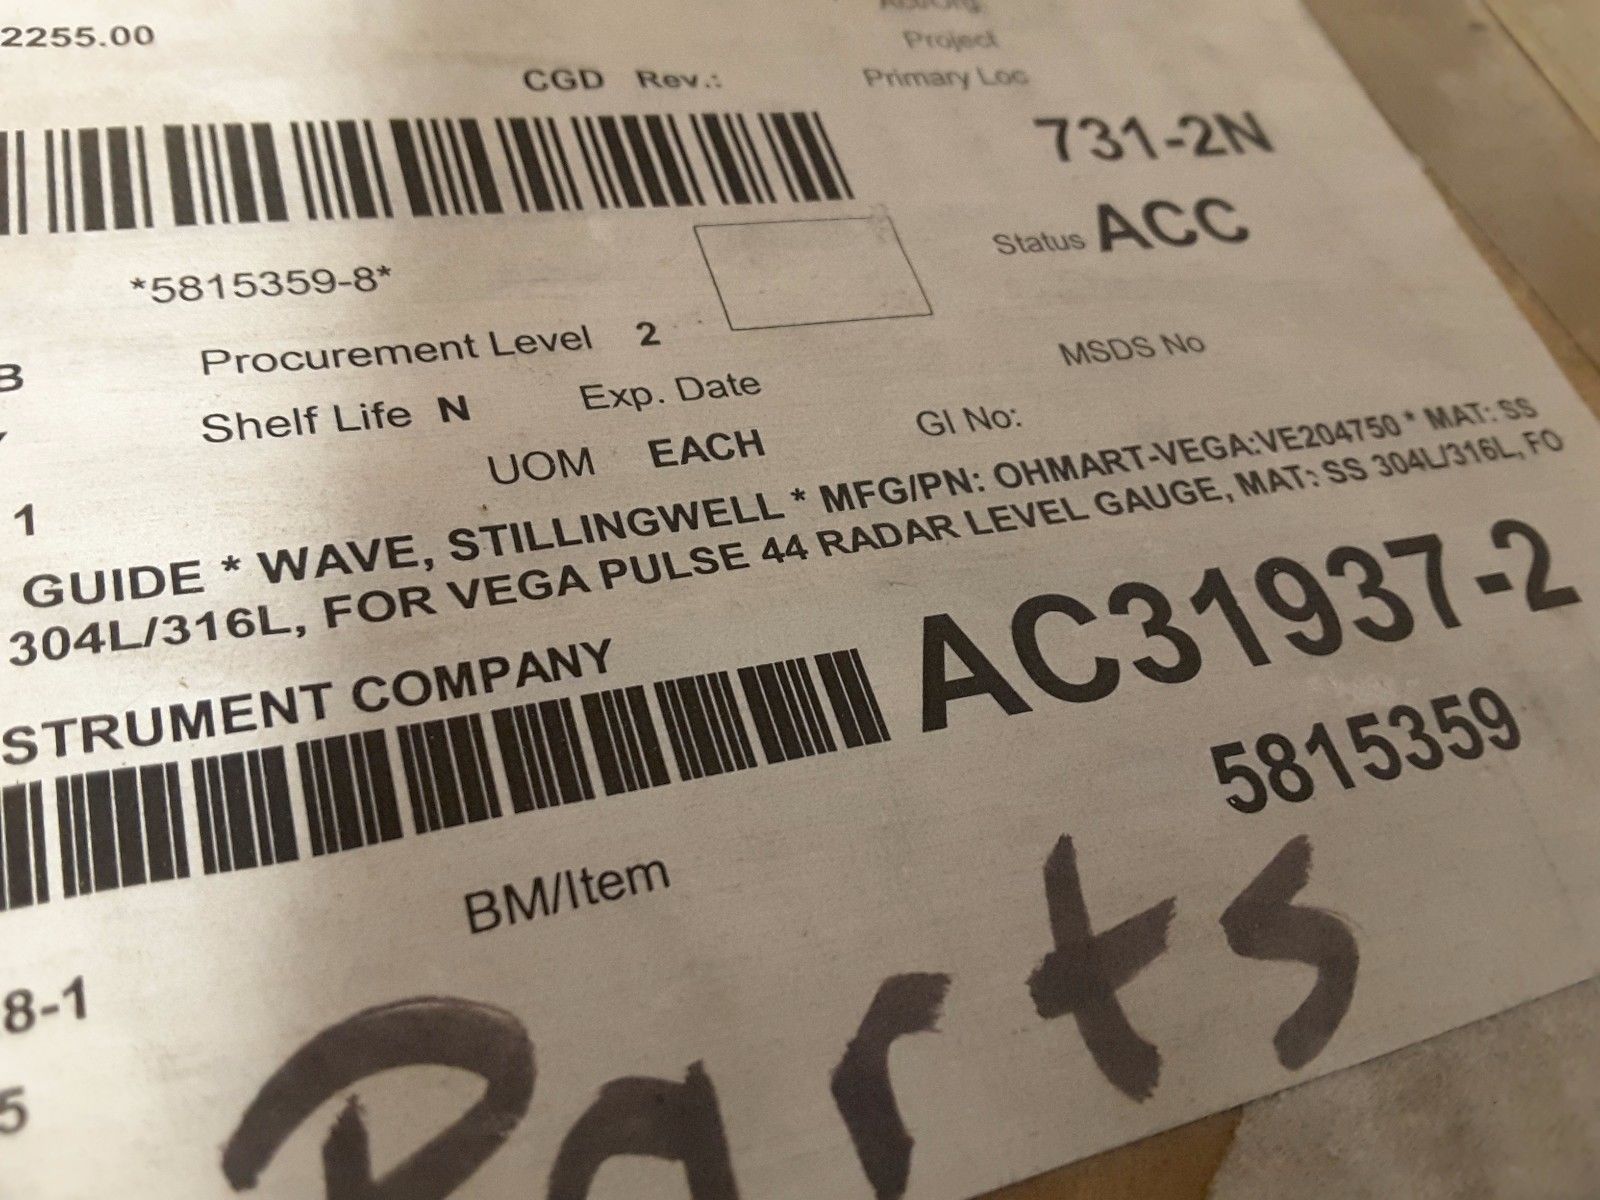 2255.00
Project
CGD Rev.:
Primary Loc
731-2N
Status ACC
*5815359-8*
Procurement Level 2
MSDS No
B
Shelf Life N
Exp. Date
GI No:
UOM EACH
1
GUIDE * WAVE, STILLINGWELL * MFG/PN: OHMART-VEGA:VE204750 * MAT: SS
304L/316L, FOR VEGA PULSE 44 RADAR LEVEL GAUGE, MAT: SS 304L/316L, FO
STRUMENT COMPANY
AC31937-2
5815359
BM/Item
8-1
5
Parts